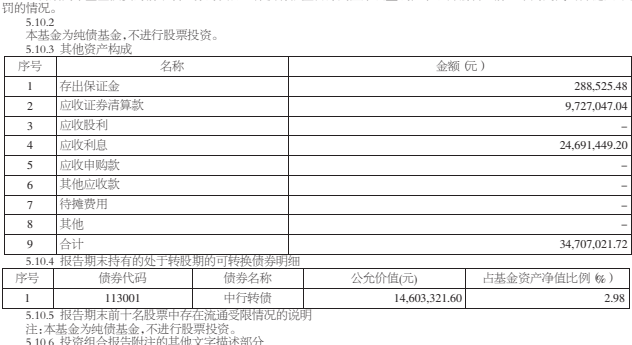 罚的情况。
5.10.2
本基金为纯债基金,不进行股票投资。
5.10.3 其他资产构成
序号 名称 金额(元)
1 存出保证金 288,525.48
2 应收证券清算款 9,727,047.04
3 应收股利 –
4 应收利息 24,691,449.20
5 应收申购款 –
6 其他应收款 –
7 待摊费用 –
8 其他 –
9 合计 34,707,021.72
5.10.4 报告期末持有的处于转股期的可转换债券明细
序号 债券代码 债券名称 公允价值(元) 占基金资产净值比例(%)
1 113001 中行转债 14,603,321.60 2.98
5.10.5 报告期末前十名股票中存在流通受限情况的说明
注:本基金为纯债基金,不进行股票投资。
5.10.6 投资组合报告附注的其他文字描述部分